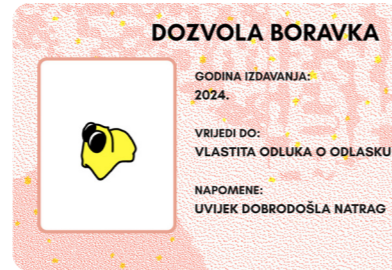 DOZVOLA BORAVKA
GODINA IZDAVANJA:
2024.
VRIJEDI DO:
VLASTITA ODLUKA O ODLASKU
NAPOMENE:
UVIJEK DOBRODOŠLA NATRAG